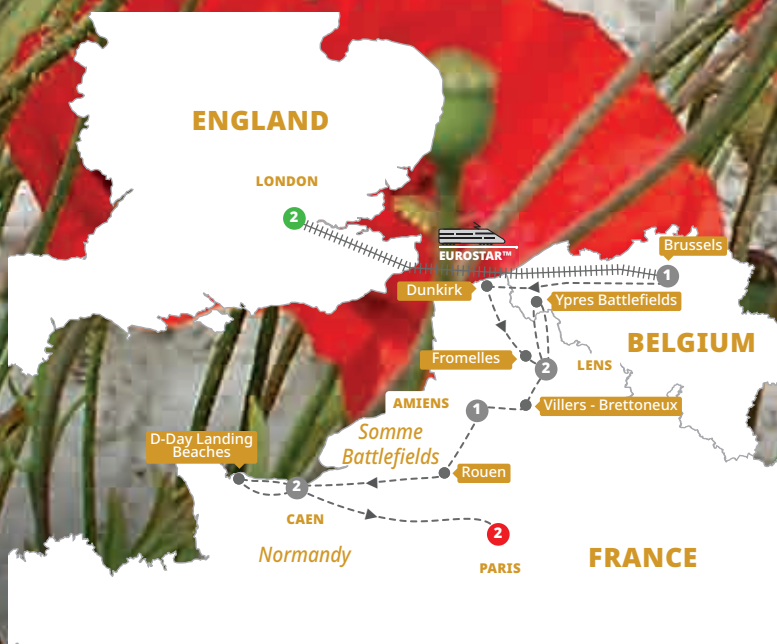 ENGLAND
LONDON
2
EUROSTAR™
Brussels
1
Dunkirk
Ypres Battlefields
BELGIUM
Fromelles
2
LENS
AMIENS
1
Villers - Brettoneux
Somme
Battlefields
D-Day Landing
Beaches
Rouen
2
CAEN
2
Normandy
PARIS
FRANCE